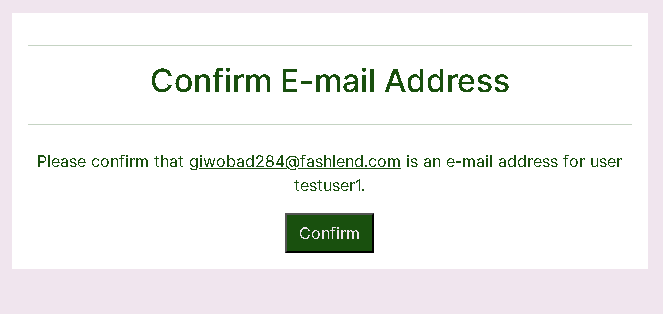 Confirm E-mail Address
Please confirm that giwobad284@fashlend.com is an e-mail address for user
testuser1.
Confirm